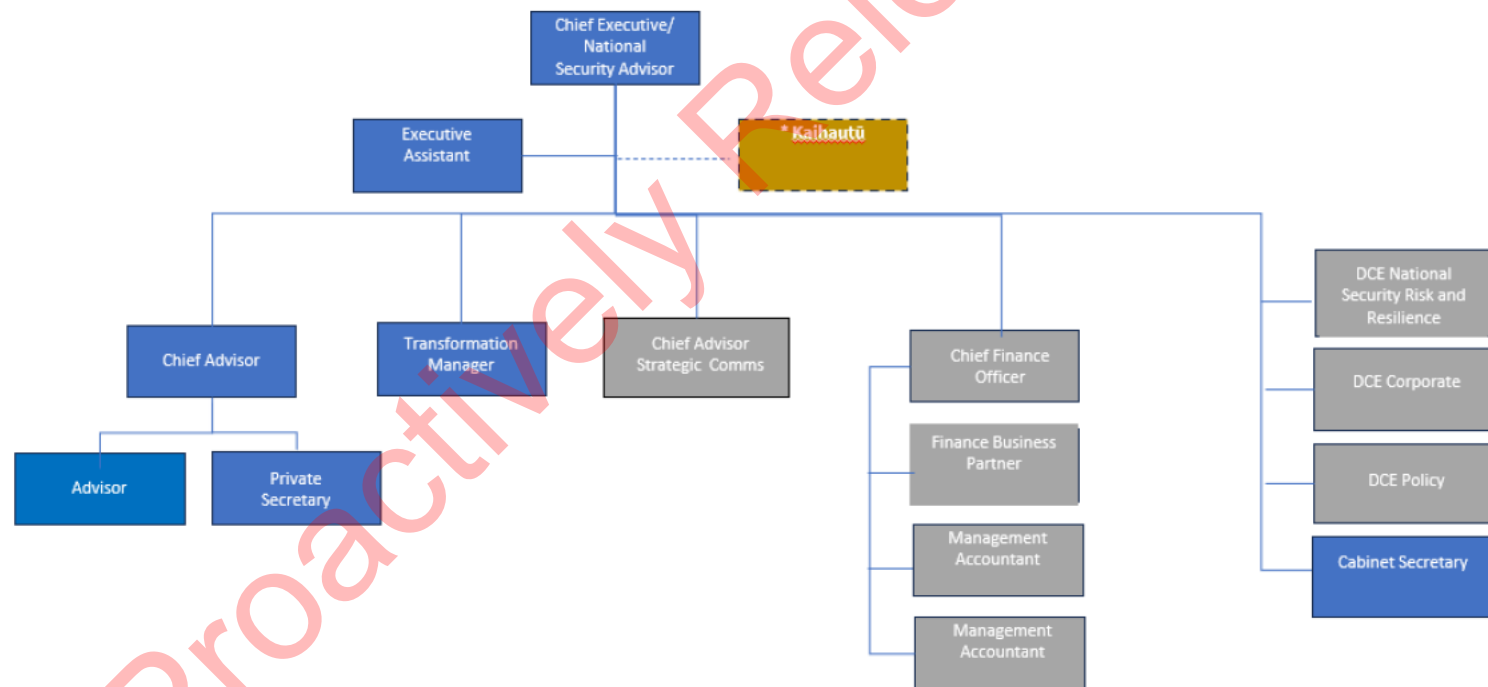 Chief Executive/
National
Security Advisor
Executive
Assistant
* Kaihautū
DCE National
Security Risk and
Resilience
Chief Advisor
Transformation
Manager
Chief Advisor
Strategic Comms
Chief Finance
Officer
DCE Corporate
Finance Business
Partner
Advisor
Private
Secretary
DCE Policy
Management
Accountant
Cabinet Secretary
Management
Accountant
Proactively Rele